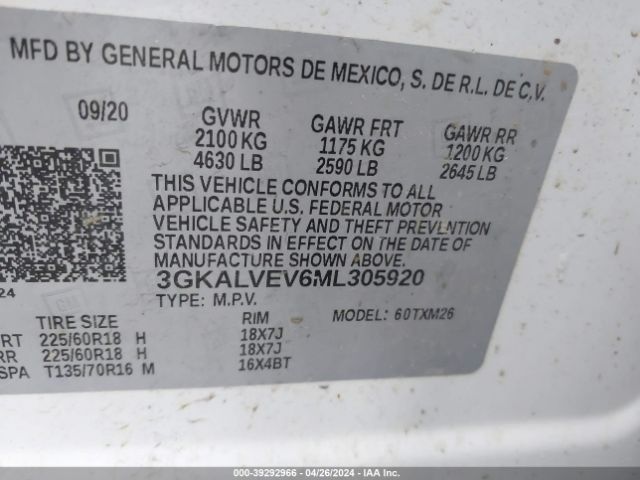 MFD BY GENERAL MOTORS DE MEXICO, S. DE R.L. DE C.V.
09/20 GVWR GAWR FRT GAWR RR
2100 KG 1175 KG 1200 KG
4630 LB 2590 LB 2645 LB
THIS VEHICLE CONFORMS TO ALL
APPLICABLE U.S. FEDERAL MOTOR
VEHICLE SAFETY AND THEFT PREVENTION
STANDARDS IN EFFECT ON THE DATE OF
MANUFACTURE SHOWN ABOVE.
3GKALVEV6ML305920
24
TYPE: M.P.V.
TIRE SIZE RIM MODEL: 60TXM26
RT 225/60R18 H 18X7J
RR 225/60R18 H 18X7J
SPA T135/70R16 M 16X4BT
000-39292966 - 04/26/2024 - IAA Inc.